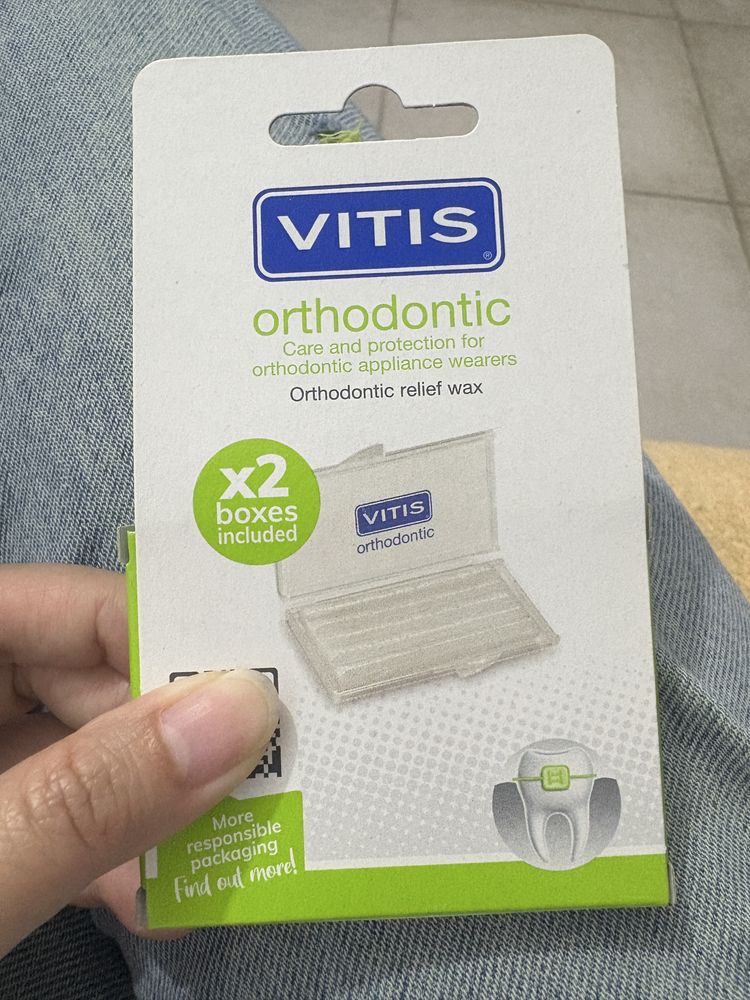 VITIS
®
orthodontic
Care and protection for
orthodontic appliance wearers
Orthodontic relief wax
x2
boxes
included
VITIS
orthodontic
More
responsible
packaging
Find out more!